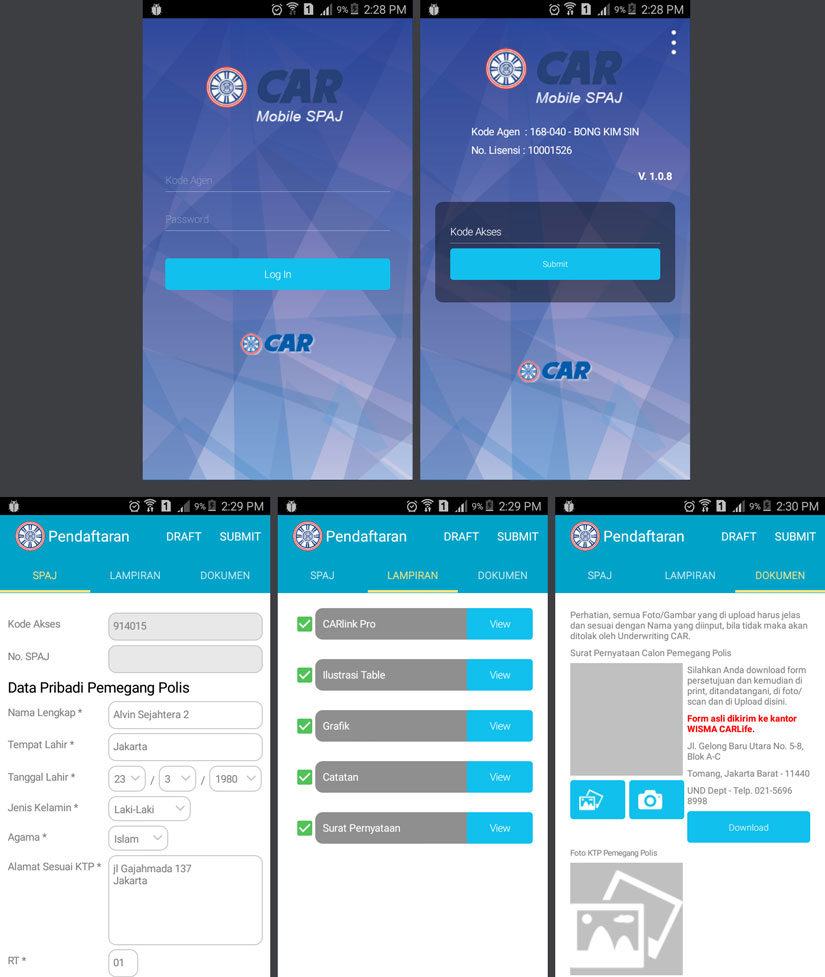 1 9% 2:28 PM
CAR
Mobile SPAJ
Kode Agen
Password
Log In
CAR
1 9% 2:28 PM
CAR
Mobile SPAJ
Kode Agen : 168-040 - BONG KIM SIN
No. Lisensi : 10001526
V. 1.0.8
Kode Akses
Submit
CAR
1 9% 2:29 PM
Pendaftaran DRAFT SUBMIT
SPAJ LAMPIRAN DOKUMEN
Kode Akses 914015
No. SPAJ
Data Pribadi Pemegang Polis
Nama Lengkap * Alvin Sejahtera 2
Tempat Lahir * Jakarta
Tanggal Lahir * 23 / 3 / 1980
Jenis Kelamin * Laki-Laki
Agama * Islam
Alamat Sesuai KTP * jl Gajahmada 137
Jakarta
RT * 01
1 9% 2:29 PM
Pendaftaran DRAFT SUBMIT
SPAJ LAMPIRAN DOKUMEN
CARlink Pro View
Ilustrasi Table View
Grafik View
Catatan View
Surat Pernyataan View
1 9% 2:30 PM
Pendaftaran DRAFT SUBMIT
SPAJ LAMPIRAN DOKUMEN
Perhatian, semua Foto/Gambar yang di upload harus jelas
dan sesuai dengan Nama yang diinput, bila tidak maka akan
ditolak oleh Underwriting CAR.
Surat Pernyataan Calon Pemegang Polis
Silahkan Anda download form
persetujuan dan kemudian di
print, ditandatangani, di foto/
scan dan di Upload disini.
Form asli dikirim ke kantor
WISMA CARLife.
Jl. Gelong Baru Utara No. 5-8,
Blok A-C
Tomang, Jakarta Barat - 11440
UND Dept - Telp. 021-5696
8998
Download
Foto KTP Pemegang Polis